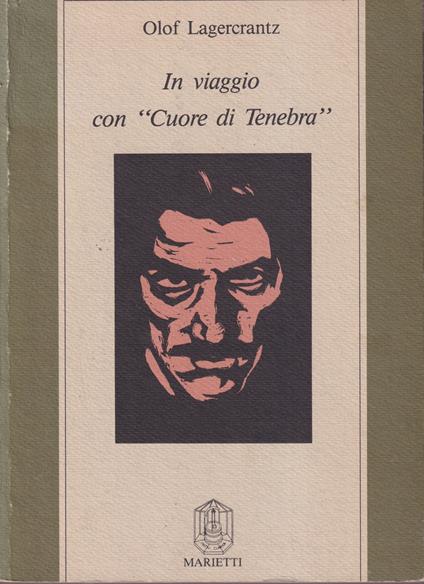 Olof Lagercrantz
In viaggio
con “Cuore di Tenebra”
MARIETTI